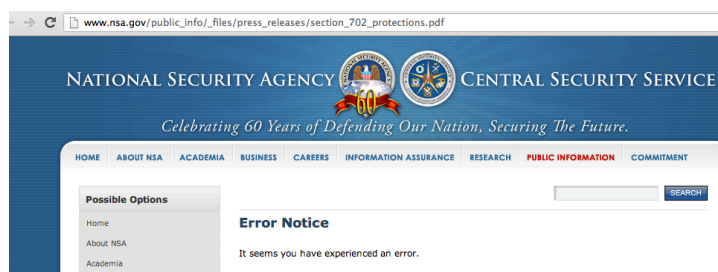 www.nsa.gov/public_info/_files/press_releases/section_702_protections.pdf
NATIONAL SECURITY AGENCY CENTRAL SECURITY SERVICE
60
Celebrating 60 Years of Defending Our Nation, Securing The Future.
HOME ABOUT NSA ACADEMIA BUSINESS CAREERS INFORMATION ASSURANCE RESEARCH PUBLIC INFORMATION COMMITMENT
SEARCH
Possible Options
Home
About NSA
Academia
Error Notice
It seems you have experienced an error.